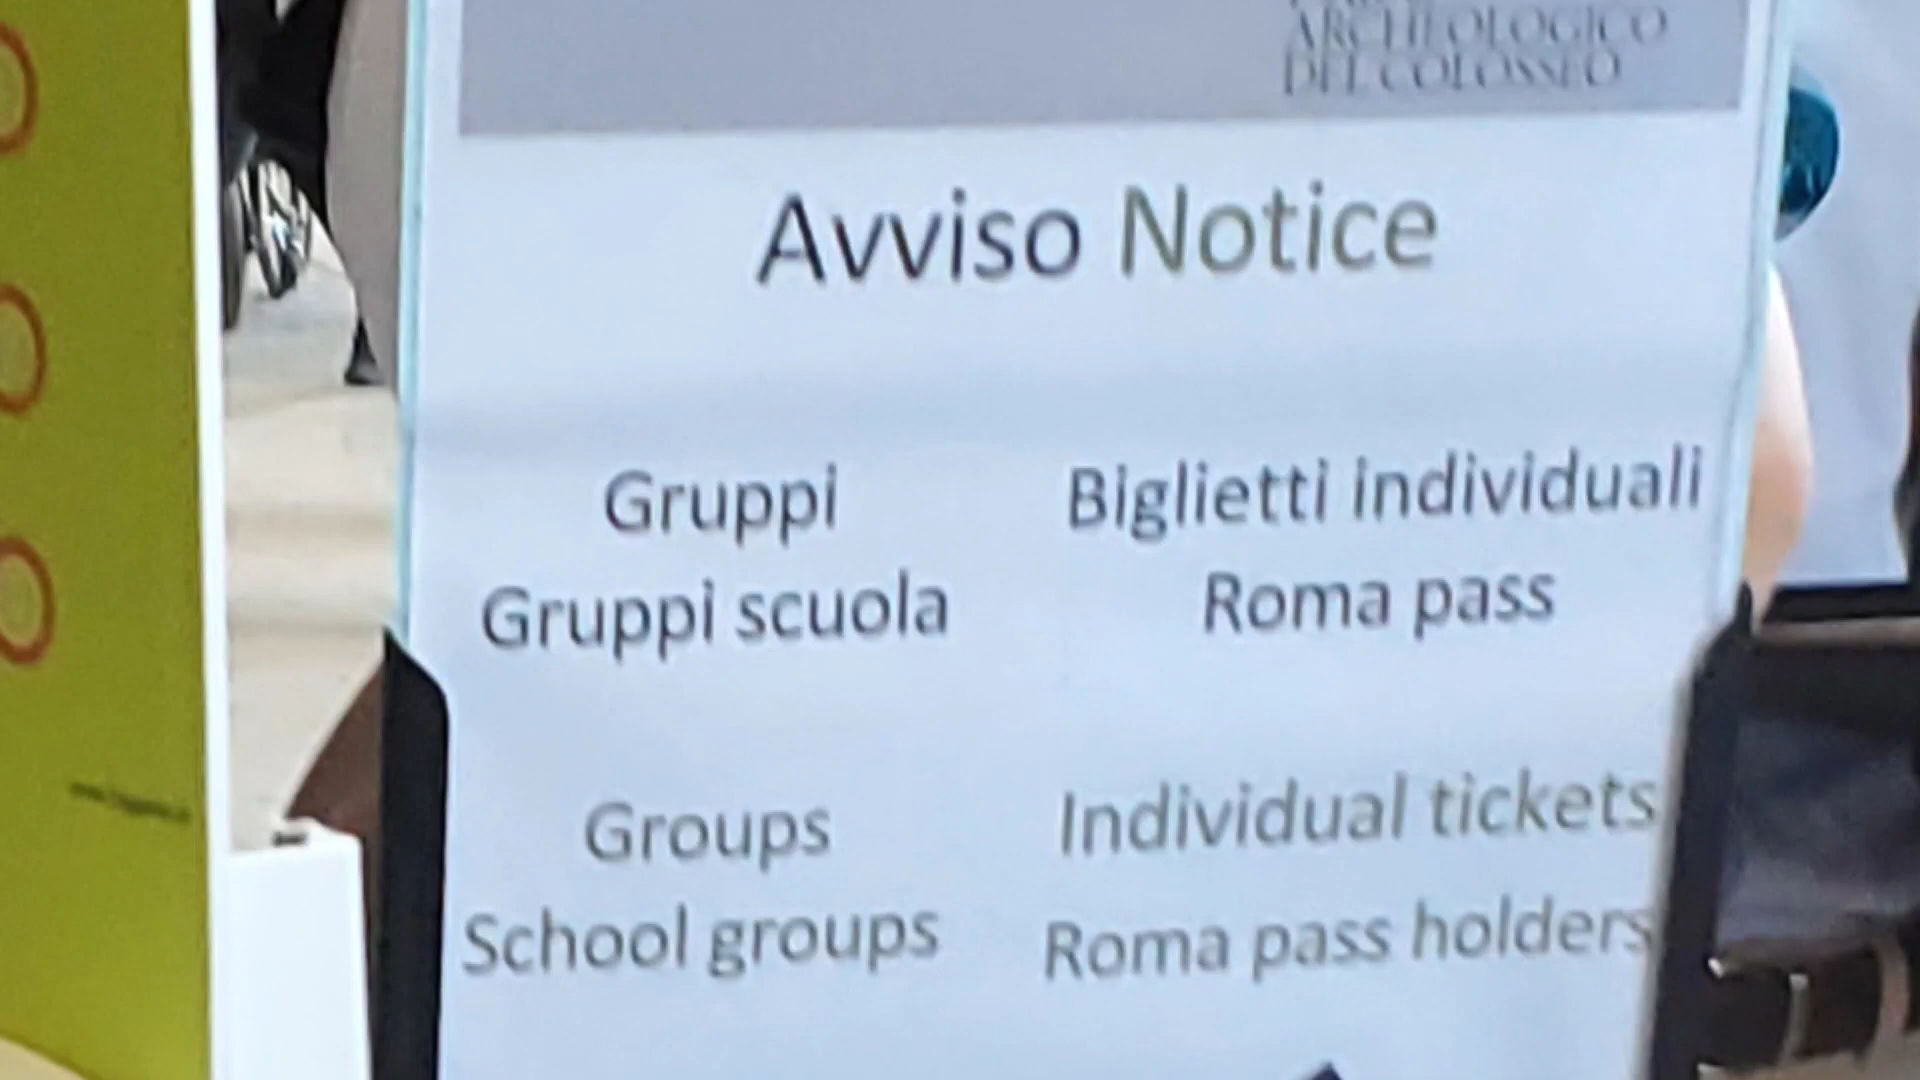 ARCHEOLOGICO
DEL COLOSSEO
Avviso Notice
Gruppi
Gruppi scuola
Biglietti individuali
Roma pass
Groups
School groups
Individual tickets
Roma pass holders